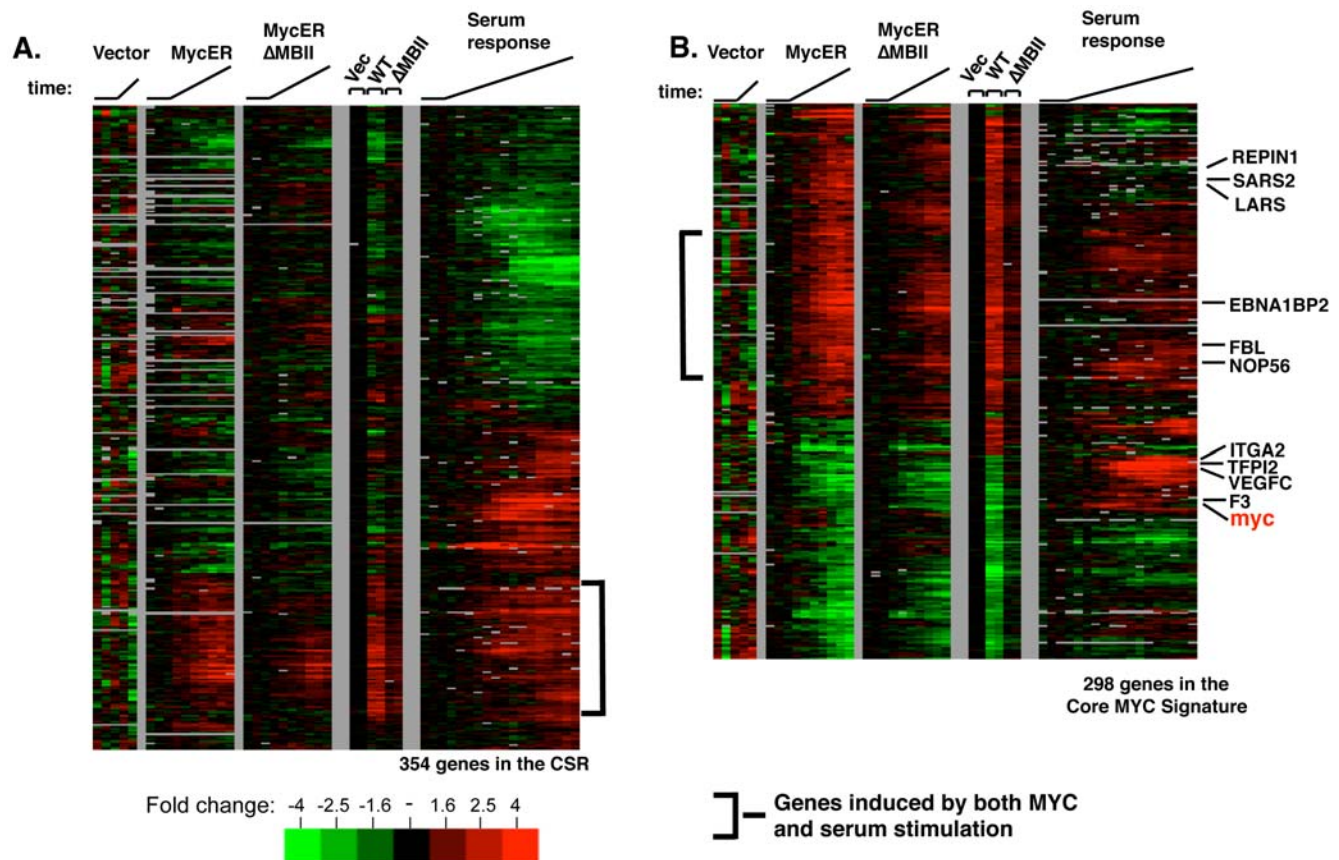 A.
Vector
MycER
MycER
ΔMBII
Vec
WT
ΔMBII
Serum
response
time:
354 genes in the CSR
Fold change:
-4 -2.5 -1.6 - 1.6 2.5 4
B.
Vector
MycER
MycER
ΔMBII
Vec
WT
ΔMBII
Serum
response
time:
REPIN1
SARS2
LARS
EBNA1BP2
FBL
NOP56
ITGA2
TFPI2
VEGFC
F3
myc
298 genes in the
Core MYC Signature
Genes induced by both MYC
and serum stimulation